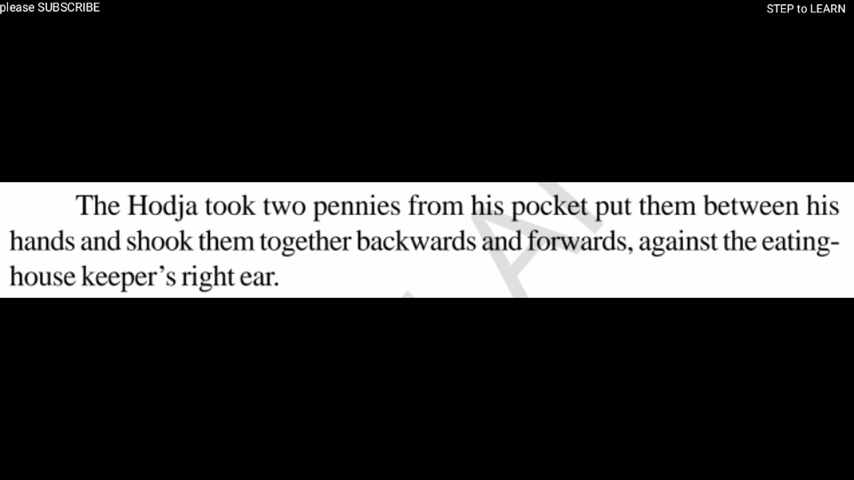 please SUBSCRIBE
STEP to LEARN
The Hodja took two pennies from his pocket put them between his
hands and shook them together backwards and forwards, against the eating-
house keeper's right ear.